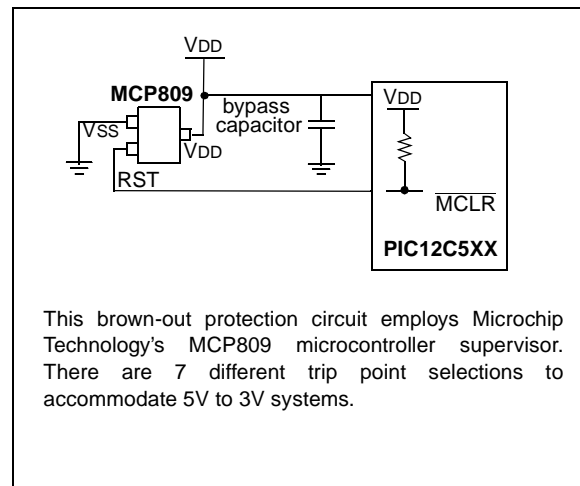 VDD
MCP809
bypass
capacitor
VDD
VSS
VDD
RST
MCLR
PIC12C5XX
This brown-out protection circuit employs Microchip
Technology's MCP809 microcontroller supervisor.
There are 7 different trip point selections to
accommodate 5V to 3V systems.